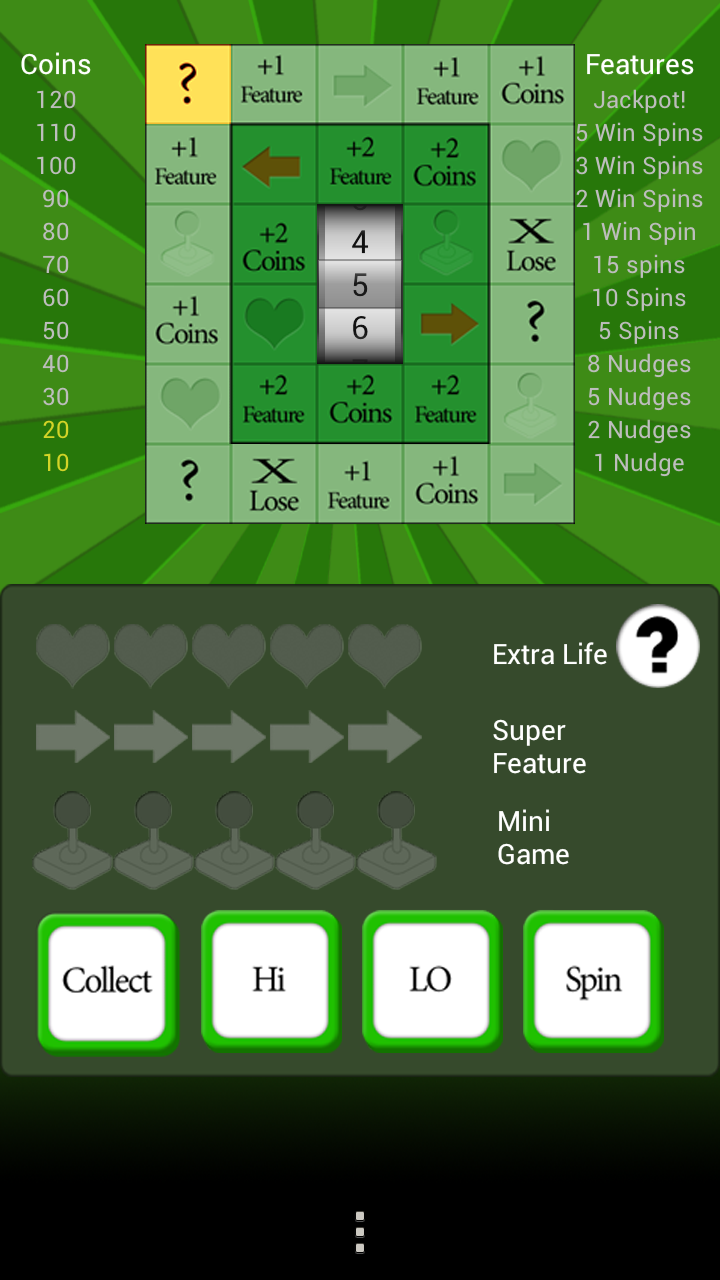 Coins
120
110
100
90
80
70
60
50
40
30
20
10
?
+1
Feature
+1
Feature
+1
Coins
+1
Feature
+2
Feature
+2
Coins
+2
Coins
4
5
6
X
Lose
+1
Coins
?
+2
Feature
+2
Coins
+2
Feature
?
X
Lose
+1
Feature
+1
Coins
Features
Jackpot!
5 Win Spins
3 Win Spins
2 Win Spins
1 Win Spin
15 spins
10 Spins
5 Spins
8 Nudges
5 Nudges
2 Nudges
1 Nudge
Extra Life
?
Super
Feature
Mini
Game
Collect
Hi
LO
Spin